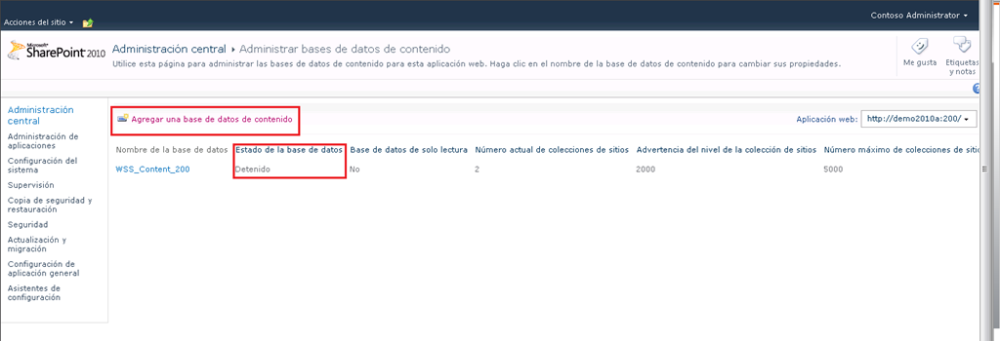 Contoso Administrator
Acciones del sitio
Microsoft
SharePoint 2010
Administración central › Administrar bases de datos de contenido
Utilice esta página para administrar las bases de datos de contenido para esta aplicación web. Haga clic en el nombre de la base de datos de contenido para cambiar sus propiedades.
Me gusta
Etiquetas
y notas
Administración
central
Administración de
aplicaciones
Configuración del
sistema
Supervisión
Copia de seguridad y
restauración
Seguridad
Actualización y
migración
Configuración de
aplicación general
Asistentes de
configuración
Agregar una base de datos de contenido
Aplicación web: http://demo2010a:200/
Nombre de la base de datos Estado de la base de datos Base de datos de solo lectura Número actual de colecciones de sitios Advertencia del nivel de la colección de sitios Número máximo de colecciones de sitio
WSS_Content_200 Detenido No 2 2000 5000